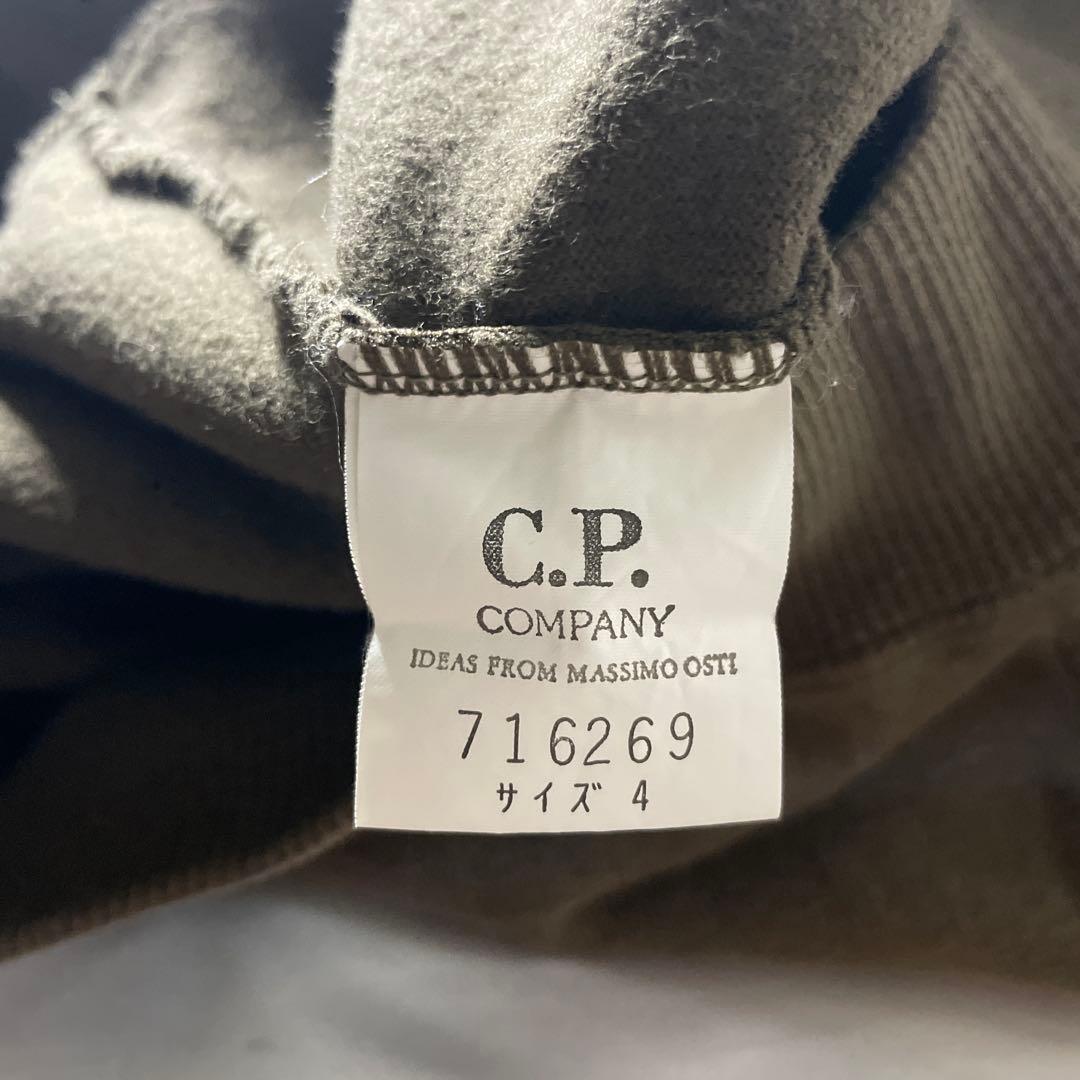 C.P.
COMPANY
IDEAS FROM MASSIMO OSTI
716269
サイズ 4